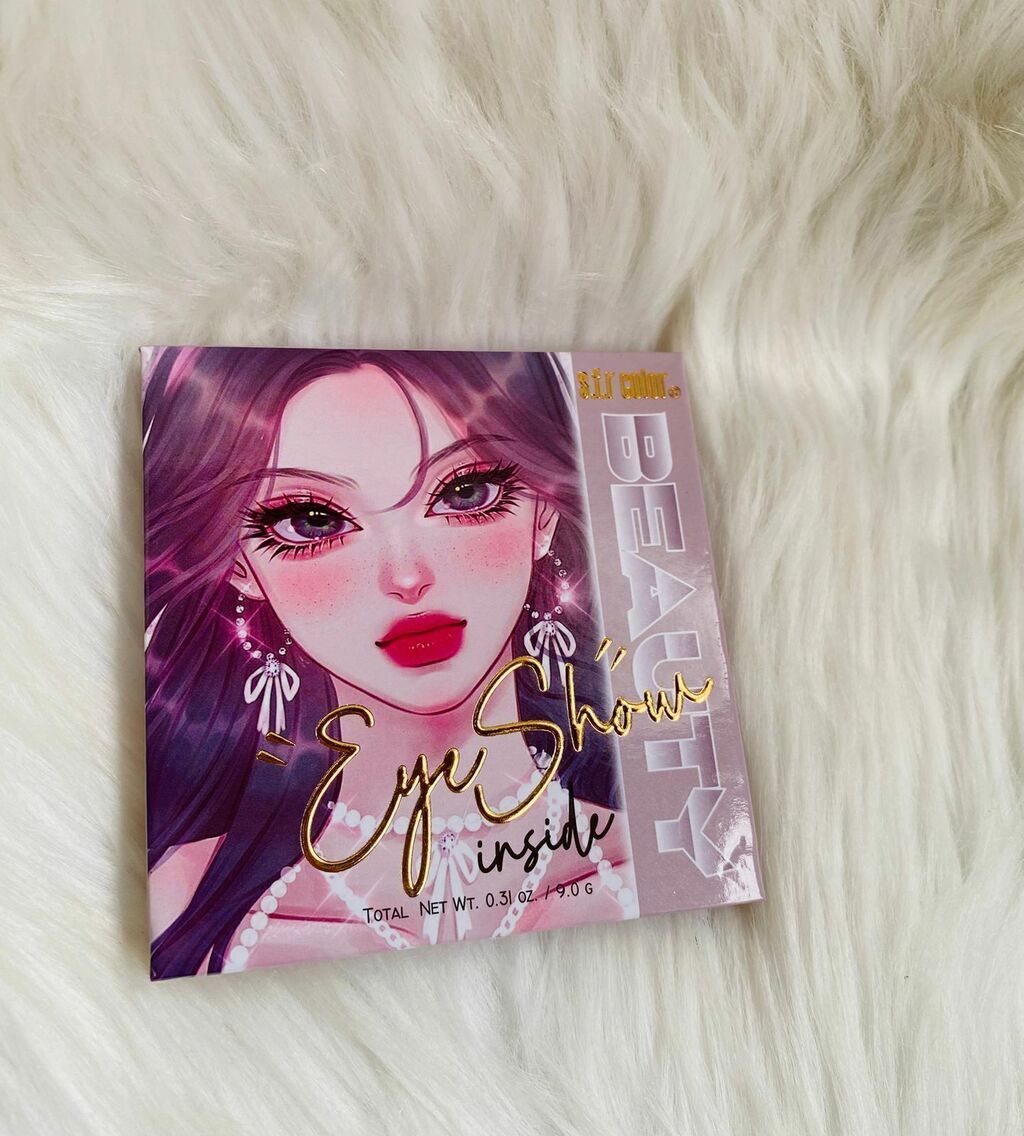 s.f.r color
BEAUTY
"EyeShow"
inside
TOTAL NET WT. 0.31 OZ. / 9.0 G